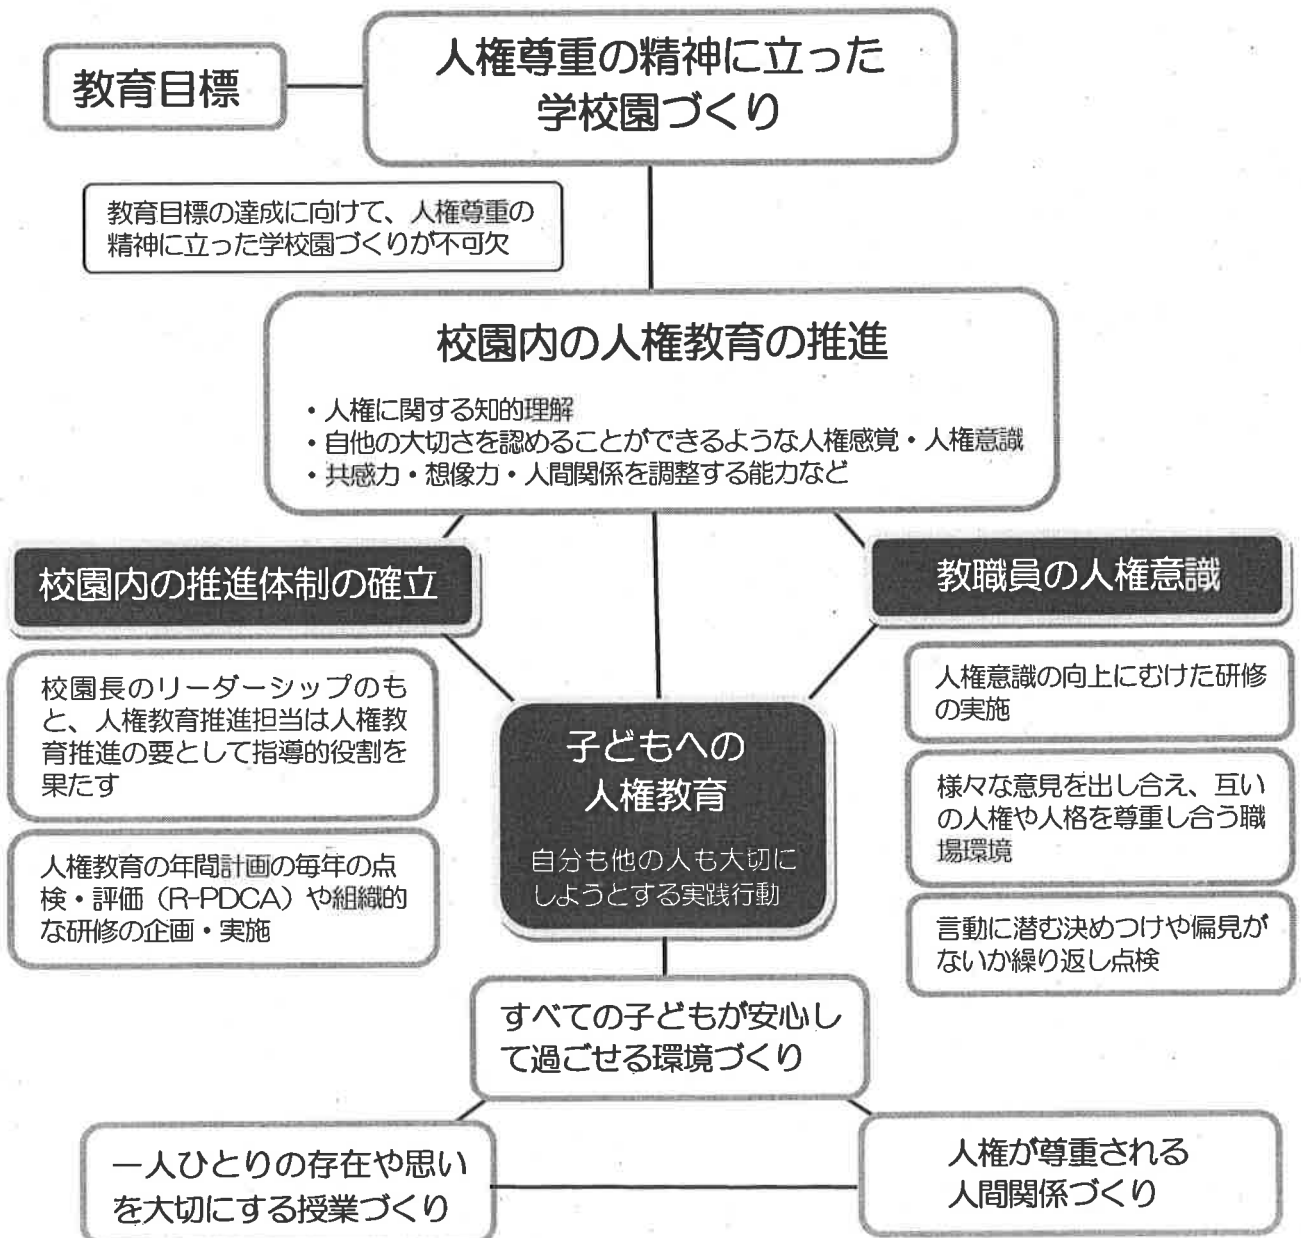 教育目標
人権尊重の精神に立った
学校園づくり
教育目標の達成に向けて、人権尊重の
精神に立った学校園づくりが不可欠
校園内の人権教育の推進
・人権に関する知的理解
・自他の大切さを認めることができるような人権感覚・人権意識
・共感力・想像力・人間関係を調整する能力など
校園内の推進体制の確立
校園長のリーダーシップのも
と、人権教育推進担当は人権教
育推進の要として指導的役割を
果たす
人権教育の年間計画の毎年の点
検・評価（R-PDCA）や組織的
な研修の企画・実施
教職員の人権意識
人権意識の向上にむけた研修
の実施
様々な意見を出し合え、互い
の人権や人格を尊重し合う職
場環境
言動に潜む決めつけや偏見が
ないか繰り返し点検
子どもへの
人権教育
自分も他の人も大切に
しようとする実践行動
すべての子どもが安心し
て過ごせる環境づくり
一人ひとりの存在や思い
を大切にする授業づくり
人権が尊重される
人間関係づくり